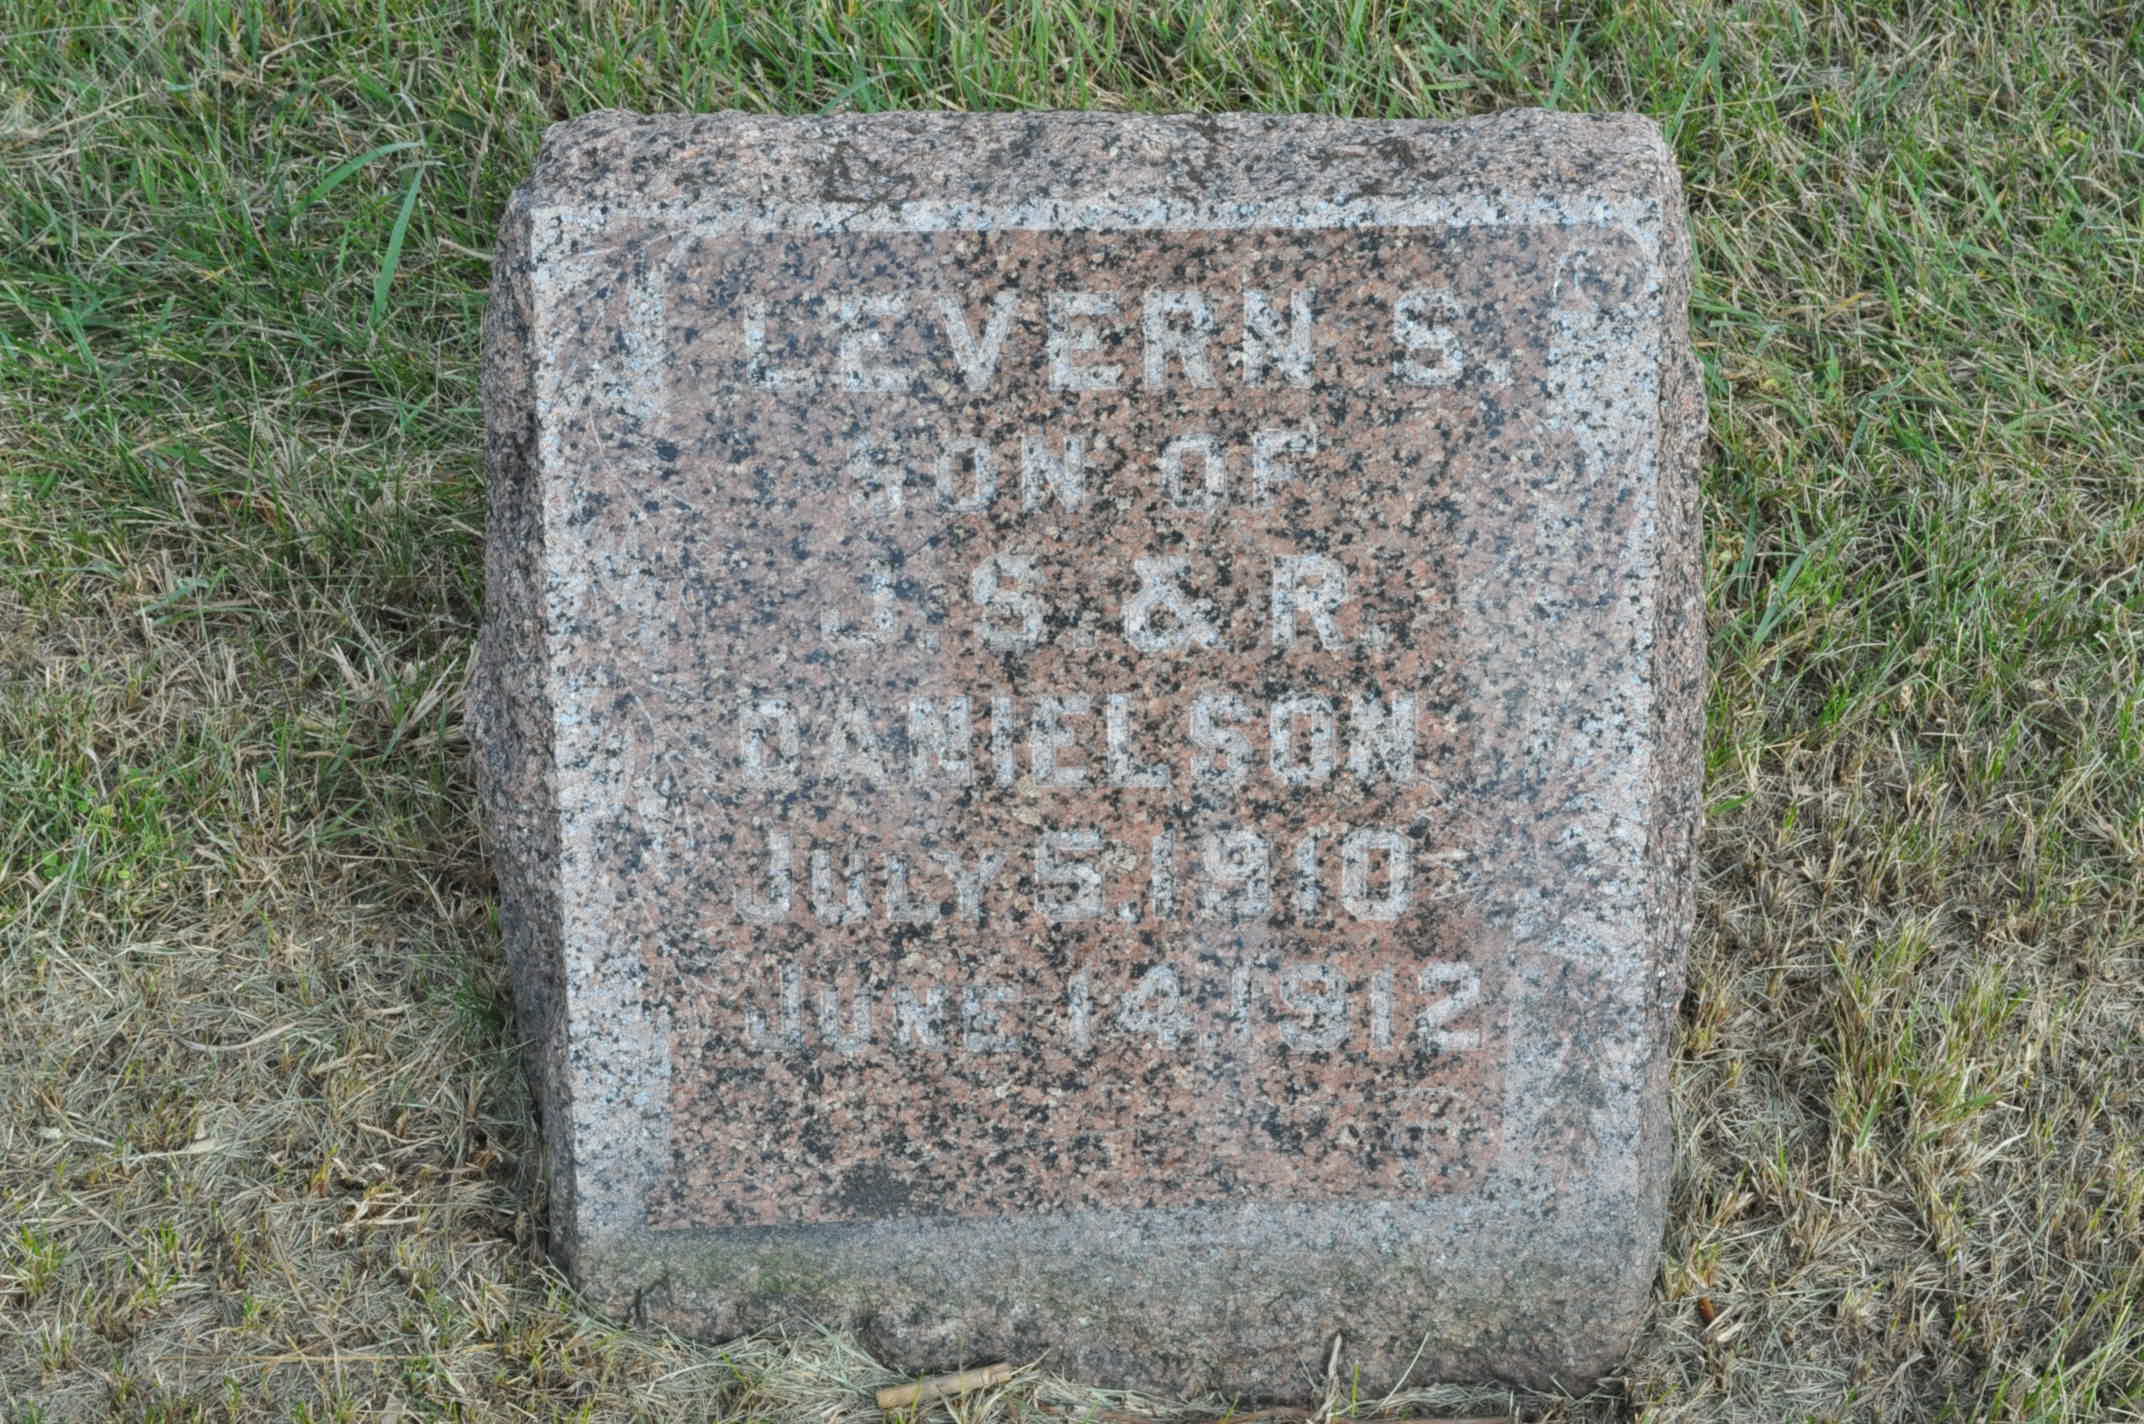 LEVERN S.
SON OF
J. S. & R.
DANIELSON
JULY 5, 1910-
JUNE 14, 1912